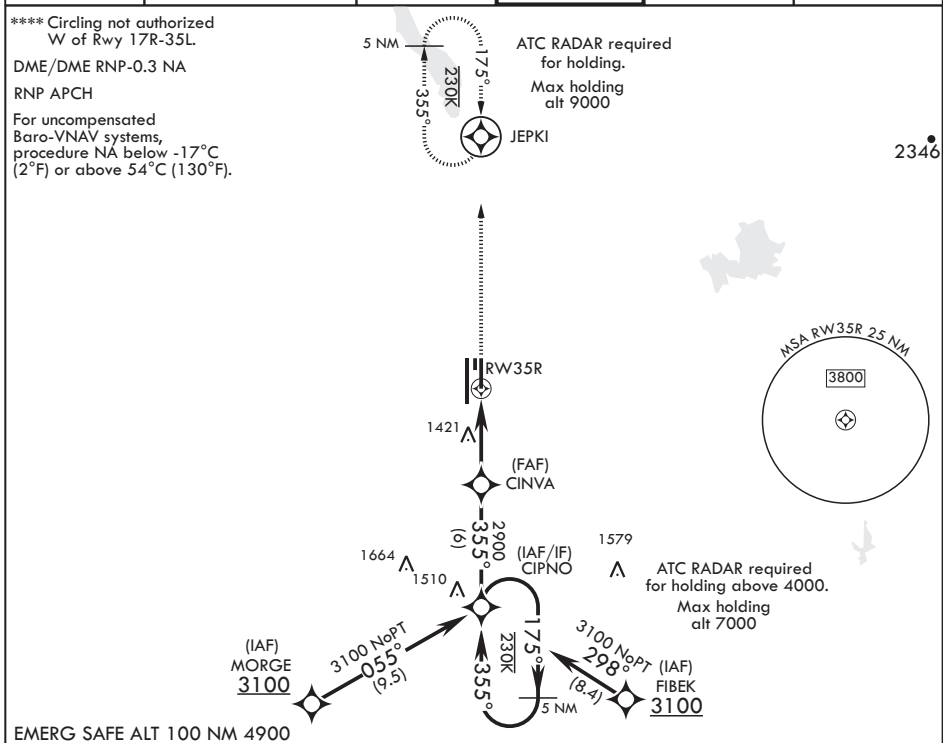 **** Circling not authorized
W of Rwy 17R-35L.
DME/DME RNP-0.3 NA
RNP APCH
For uncompensated
Baro-VNAV systems,
procedure NA below -17°C
(2°F) or above 54°C (130°F).
5 NM
175°
230K
355°
ATC RADAR required
for holding.
Max holding
alt 9000
JEPKI
2346
MSA RW35R 25 NM
3800
RW35R
1421
(FAF)
CINVA
2900
355°
(6)
(IAF/IF)
CIPNO
1664
1510
1579
ATC RADAR required
for holding above 4000.
Max holding
alt 7000
(IAF)
MORGE
3100
3100 NoPT
055°
(9.5)
175°
230K
355°
5 NM
3100 NoPT
298°
(8.4)
(IAF)
FIBEK
3100
EMERG SAFE ALT 100 NM 4900